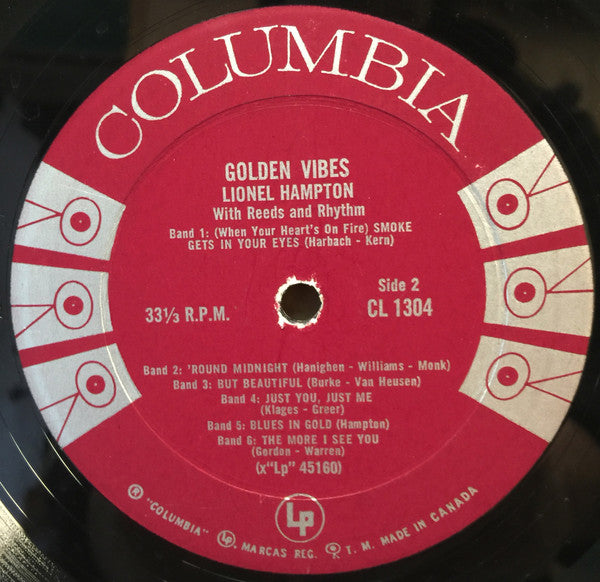 COLUMBIA
GOLDEN VIBES
LIONEL HAMPTON
With Reeds and Rhythm
Band 1: (When Your Heart's On Fire) SMOKE
GETS IN YOUR EYES (Harbach - Kern)
33⅓ R.P.M.
Side 2
CL 1304
Band 2: 'ROUND MIDNIGHT (Hanighen - Williams - Monk)
Band 3: BUT BEAUTIFUL (Burke - Van Heusen)
Band 4: JUST YOU, JUST ME
(Klages - Greer)
Band 5: BLUES IN GOLD (Hampton)
Band 6: THE MORE I SEE YOU
(Gordon - Warren)
(x"Lp" 45160)
Lp
® "COLUMBIA", MARCAS REG. T. M. MADE IN CANADA